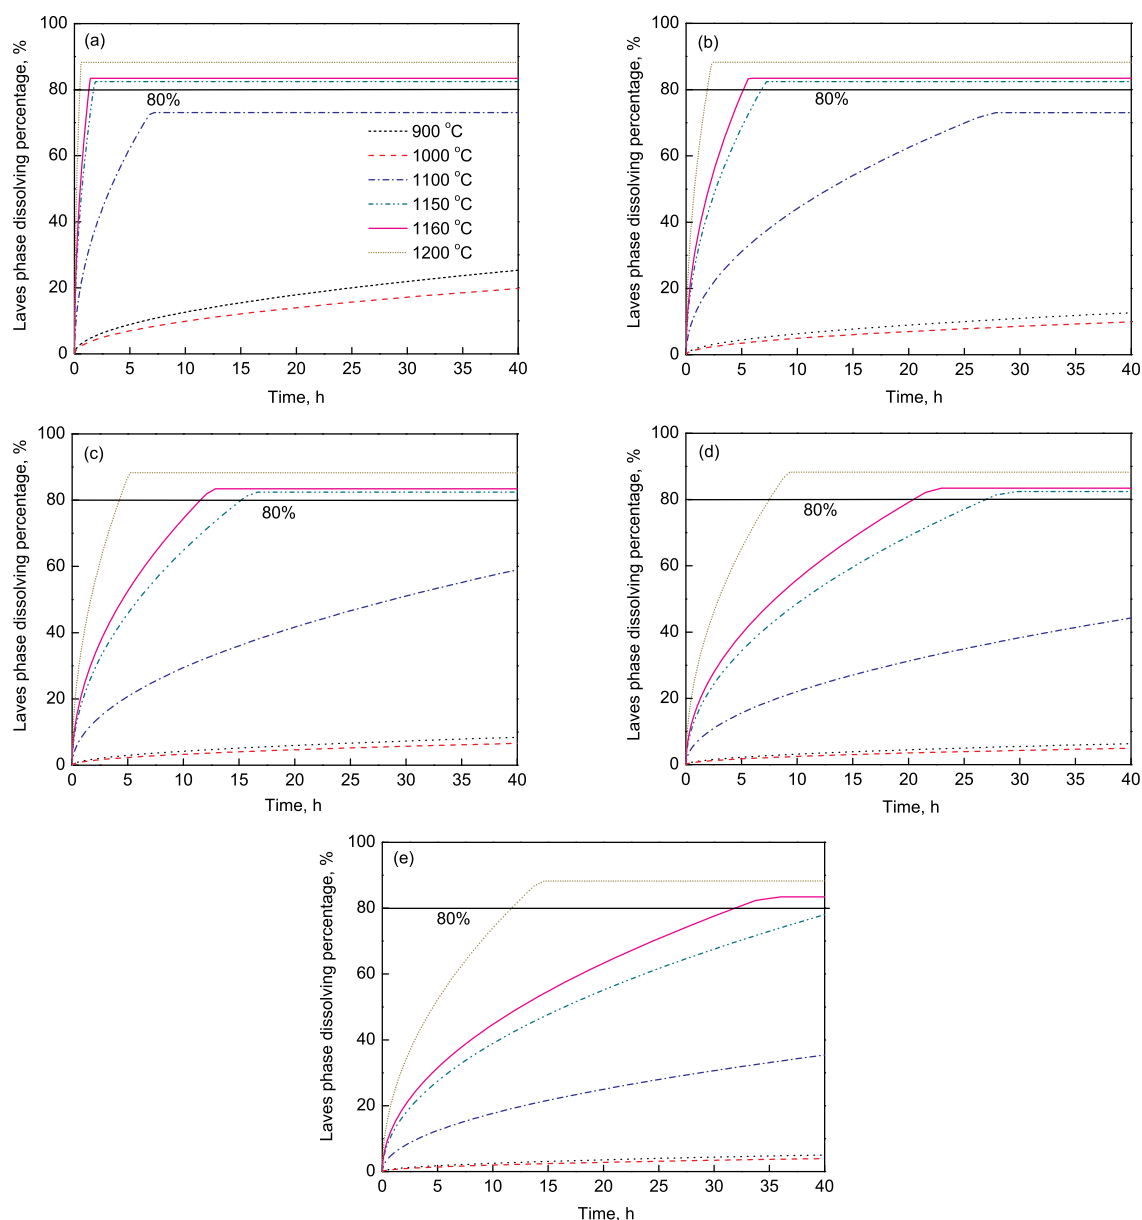 (a)
Laves phase dissolving percentage, %
100
80
60
40
20
0
80%
900 °C
1000 °C
1100 °C
1150 °C
1160 °C
1200 °C
0 5 10 15 20 25 30 35 40
Time, h
(b)
Laves phase dissolving percentage, %
100
80
60
40
20
0
80%
0 5 10 15 20 25 30 35 40
Time, h
(c)
Laves phase dissolving percentage, %
100
80
60
40
20
0
80%
0 5 10 15 20 25 30 35 40
Time, h
(d)
Laves phase dissolving percentage, %
100
80
60
40
20
0
80%
0 5 10 15 20 25 30 35 40
Time, h
(e)
Laves phase dissolving percentage, %
100
80
60
40
20
0
80%
0 5 10 15 20 25 30 35 40
Time, h